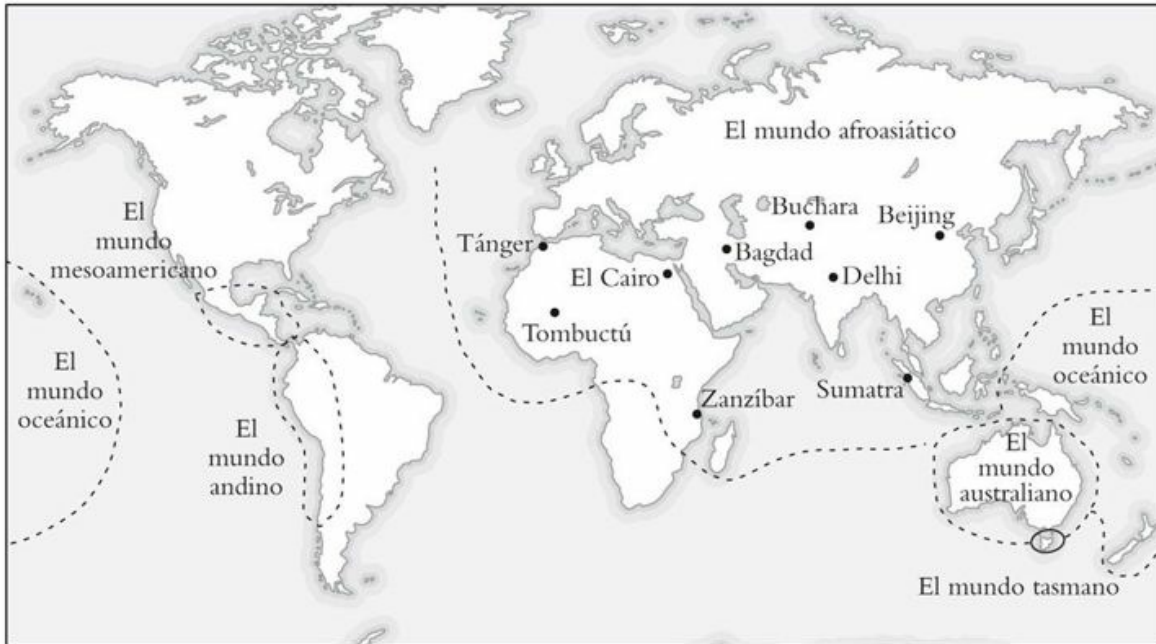 El mundo afroasiático
El
mundo
mesoamericano
Tánger
Buchara
Beijing
Bagdad
El Cairo
Delhi
Tombuctú
El
mundo
oceánico
El
mundo
oceánico
Sumatra
Zanzíbar
El
mundo
andino
El
mundo
australiano
El mundo tasmano